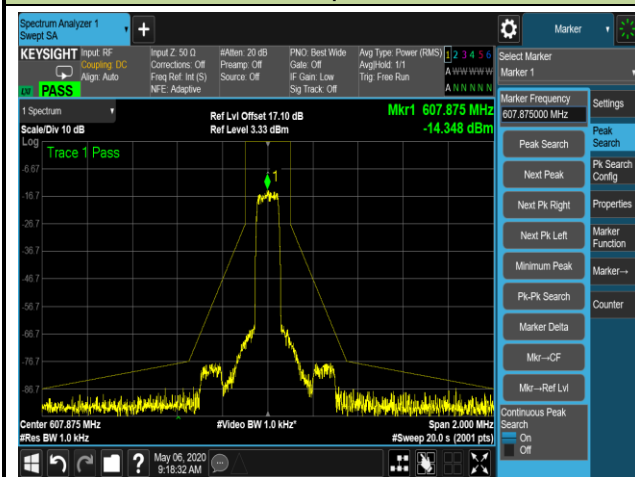 Spectrum Analyzer 1
Swept SA
+
Marker
KEYSIGHT
Input: RF
Coupling: DC
Align: Auto
Input Z: 50 Ω
Corrections: Off
Freq Ref: Int (S)
NFE: Adaptive
#Atten: 20 dB
Preamp: Off
Source: Off
PNO: Best Wide
Gate: Off
IF Gain: Low
Sig Track: Off
Avg Type: Power (RMS)
Avg|Hold: 1/1
Trig: Free Run
1 2 3 4 5 6
A W W W W W
A N N N N N
PASS
Select Marker
Marker 1
1 Spectrum
Scale/Div 10 dB
Ref Lvl Offset 17.10 dB
Ref Level 3.33 dBm
Mkr1 607.875 MHz
-14.348 dBm
Log
Trace 1 Pass
1
-6.67
-16.7
-26.7
-36.7
-46.7
-56.7
-66.7
-76.7
-86.7
Center 607.875 MHz
#Res BW 1.0 kHz
#Video BW 1.0 kHz*
Span 2.000 MHz
#Sweep 20.0 s (2001 pts)
Marker Frequency
607.875000 MHz
Peak Search
Next Peak
Next Pk Right
Next Pk Left
Minimum Peak
Pk-Pk Search
Marker Delta
Mkr→CF
Mkr→Ref Lvl
Continuous Peak
Search
On
Off
Settings
Peak
Search
Pk Search
Config
Properties
Marker
Function
Marker→
Counter
?
May 06, 2020
9:18:32 AM